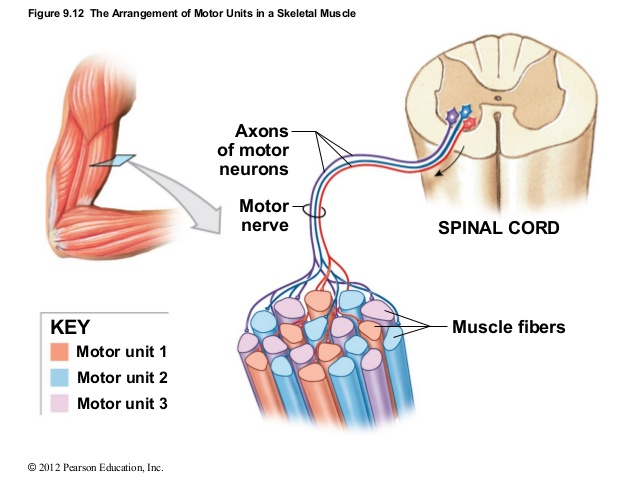 Figure 9.12 The Arrangement of Motor Units in a Skeletal Muscle
Axons
of motor
neurons
Motor
nerve
SPINAL CORD
Muscle fibers
KEY
Motor unit 1
Motor unit 2
Motor unit 3
© 2012 Pearson Education, Inc.